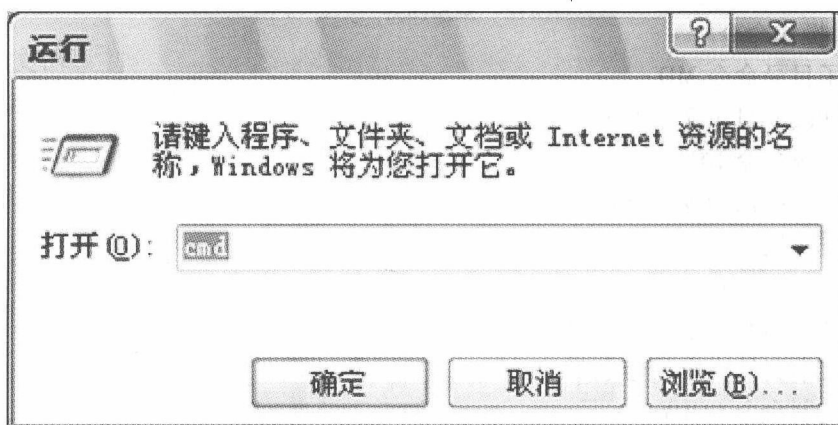 运行
请键入程序、文件夹、文档或 Internet 资源的名
称，Windows 将为您打开它。
打开(O): cmd
确定 取消 浏览(B)...